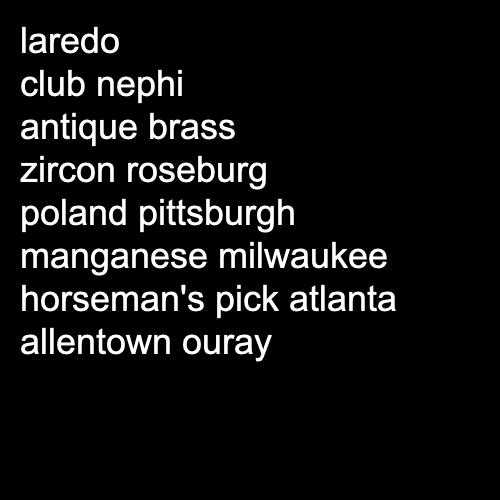 laredo
club nephi
antique brass
zircon roseburg
poland pittsburgh
manganese milwaukee
horseman's pick atlanta
allentown ouray